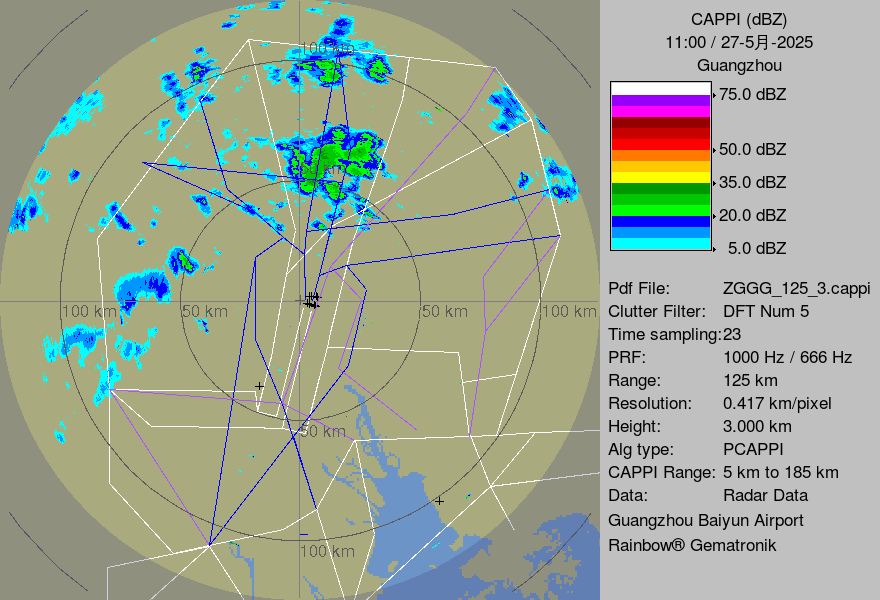 CAPPI (dBZ)
11:00 / 27-5月-2025
Guangzhou
75.0 dBZ
50.0 dBZ
35.0 dBZ
20.0 dBZ
5.0 dBZ
Pdf File: ZGGG_125_3.cappi
Clutter Filter: DFT Num 5
Time sampling:23
PRF: 1000 Hz / 666 Hz
Range: 125 km
Resolution: 0.417 km/pixel
Height: 3.000 km
Alg type: PCAPPI
CAPPI Range: 5 km to 185 km
Data: Radar Data
Guangzhou Baiyun Airport
Rainbow® Gematronik
100 km
100 km
50 km
50 km
100 km
50 km
100 km